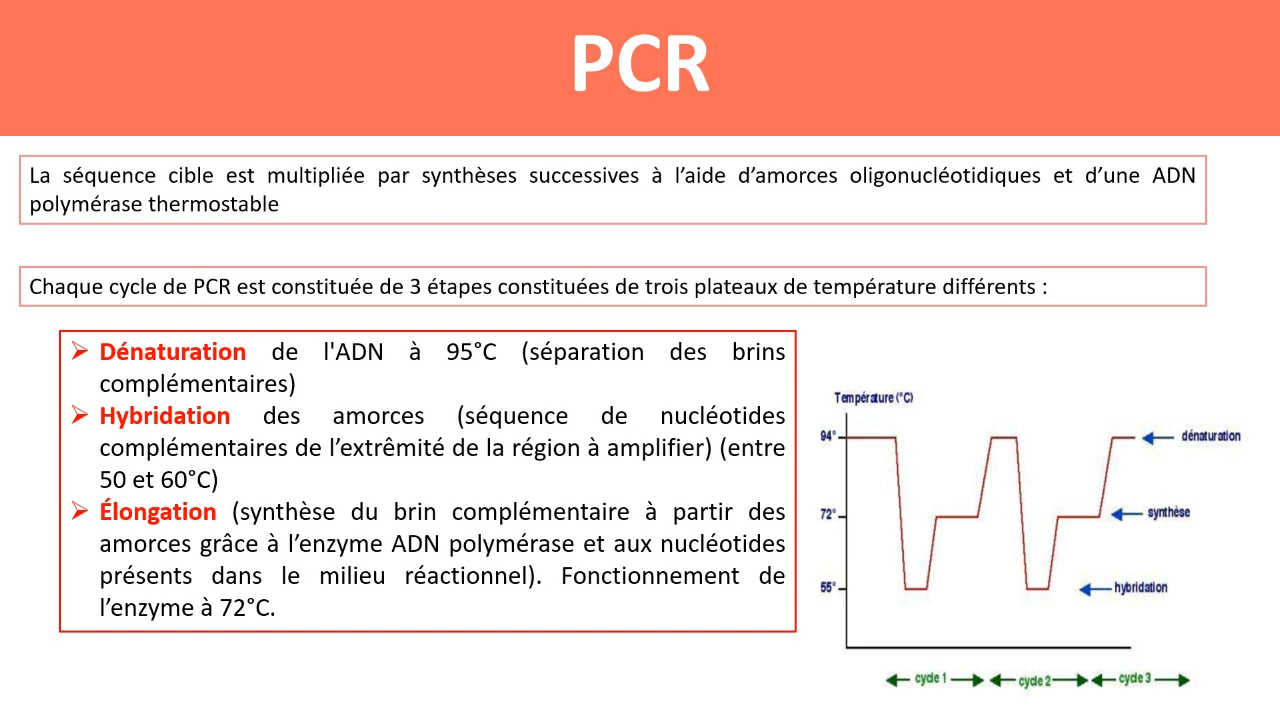 PCR
La séquence cible est multipliée par synthèses successives à l’aide d’amorces oligonucléotidiques et d’une ADN
polymérase thermostable
Chaque cycle de PCR est constituée de 3 étapes constituées de trois plateaux de température différents :
➢ Dénaturation de l'ADN à 95°C (séparation des brins
complémentaires)
➢ Hybridation des amorces (séquence de nucléotides
complémentaires de l’extrêmité de la région à amplifier) (entre
50 et 60°C)
➢ Élongation (synthèse du brin complémentaire à partir des
amorces grâce à l’enzyme ADN polymérase et aux nucléotides
présents dans le milieu réactionnel). Fonctionnement de
l’enzyme à 72°C.
Température (°C)
94°
dénaturation
72°
synthèse
55°
hybridation
cycle 1
cycle 2
cycle 3